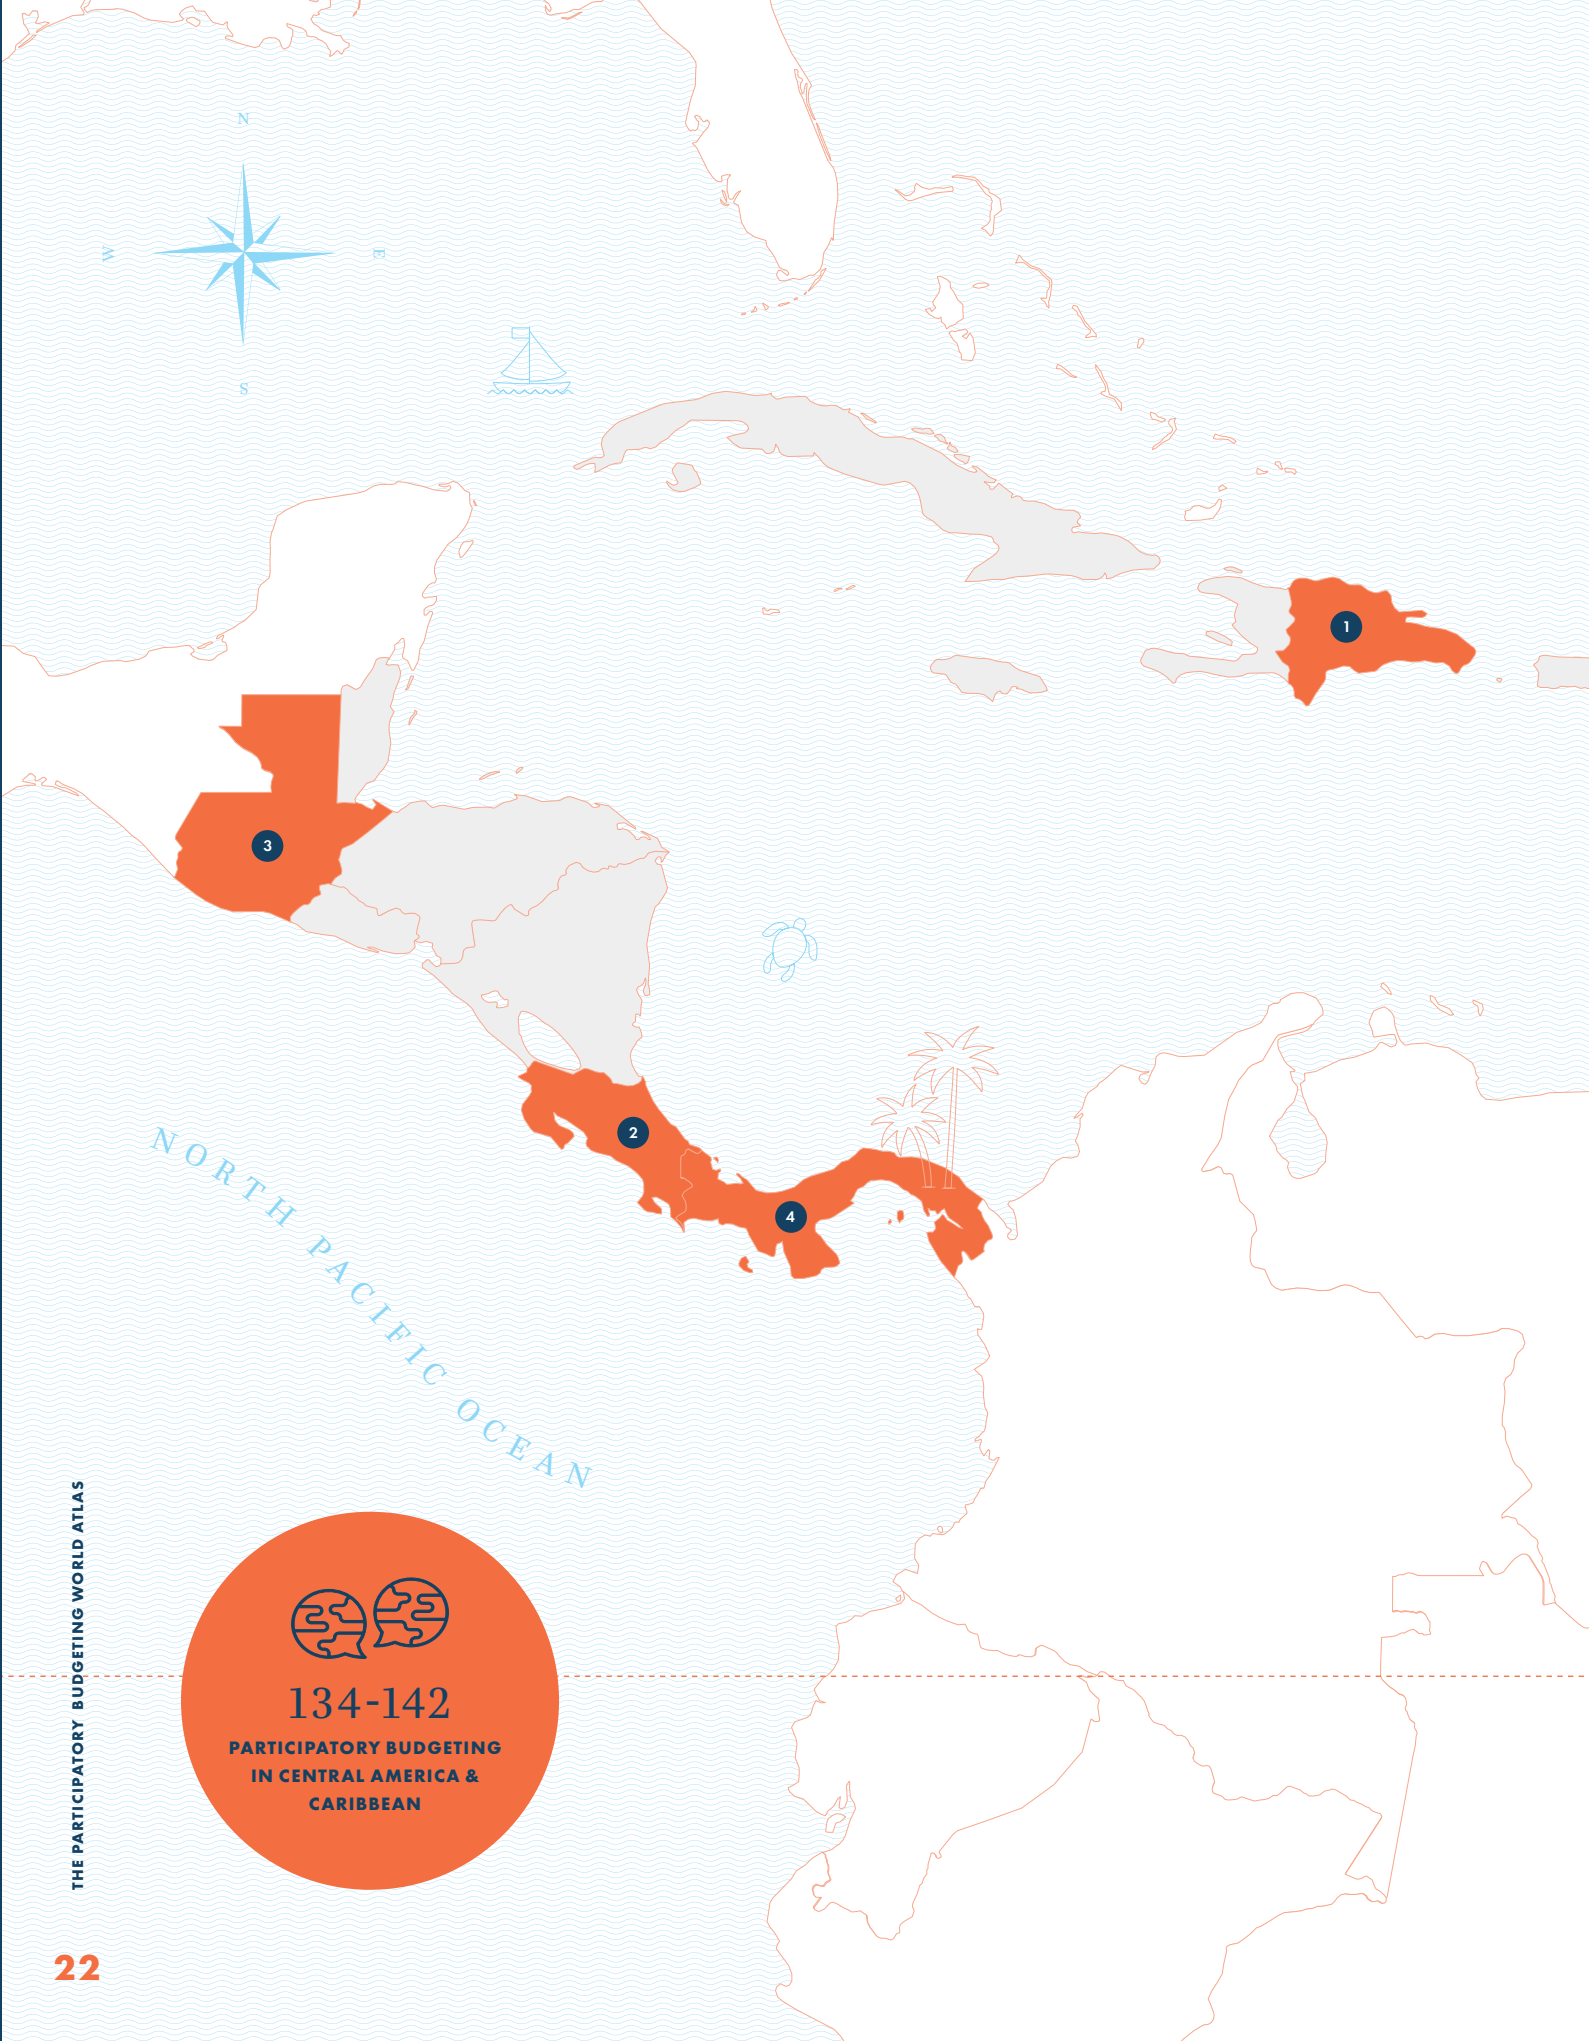 N
W
E
S
1
3
2
4
NORTH PACIFIC OCEAN
THE PARTICIPATORY BUDGETING WORLD ATLAS
134-142
PARTICIPATORY BUDGETING
IN CENTRAL AMERICA &
CARIBBEAN
22